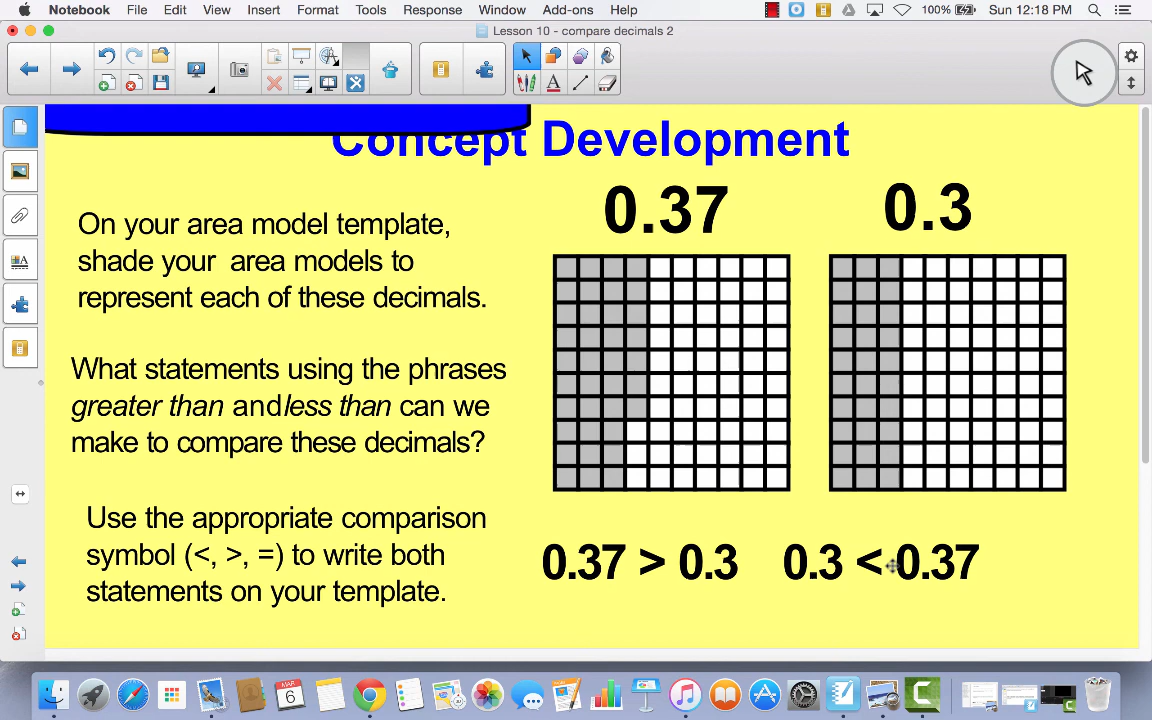 Notebook File Edit View Insert Format Tools Response Window Add-ons Help 100% Sun 12:18 PM
Lesson 10 - compare decimals 2
Concept Development
0.37 0.3
On your area model template,
shade your area models to
represent each of these decimals.
What statements using the phrases
greater than andless than can we
make to compare these decimals?
Use the appropriate comparison
symbol (<, >, =) to write both
statements on your template.
0.37 > 0.3 0.3 < 0.37